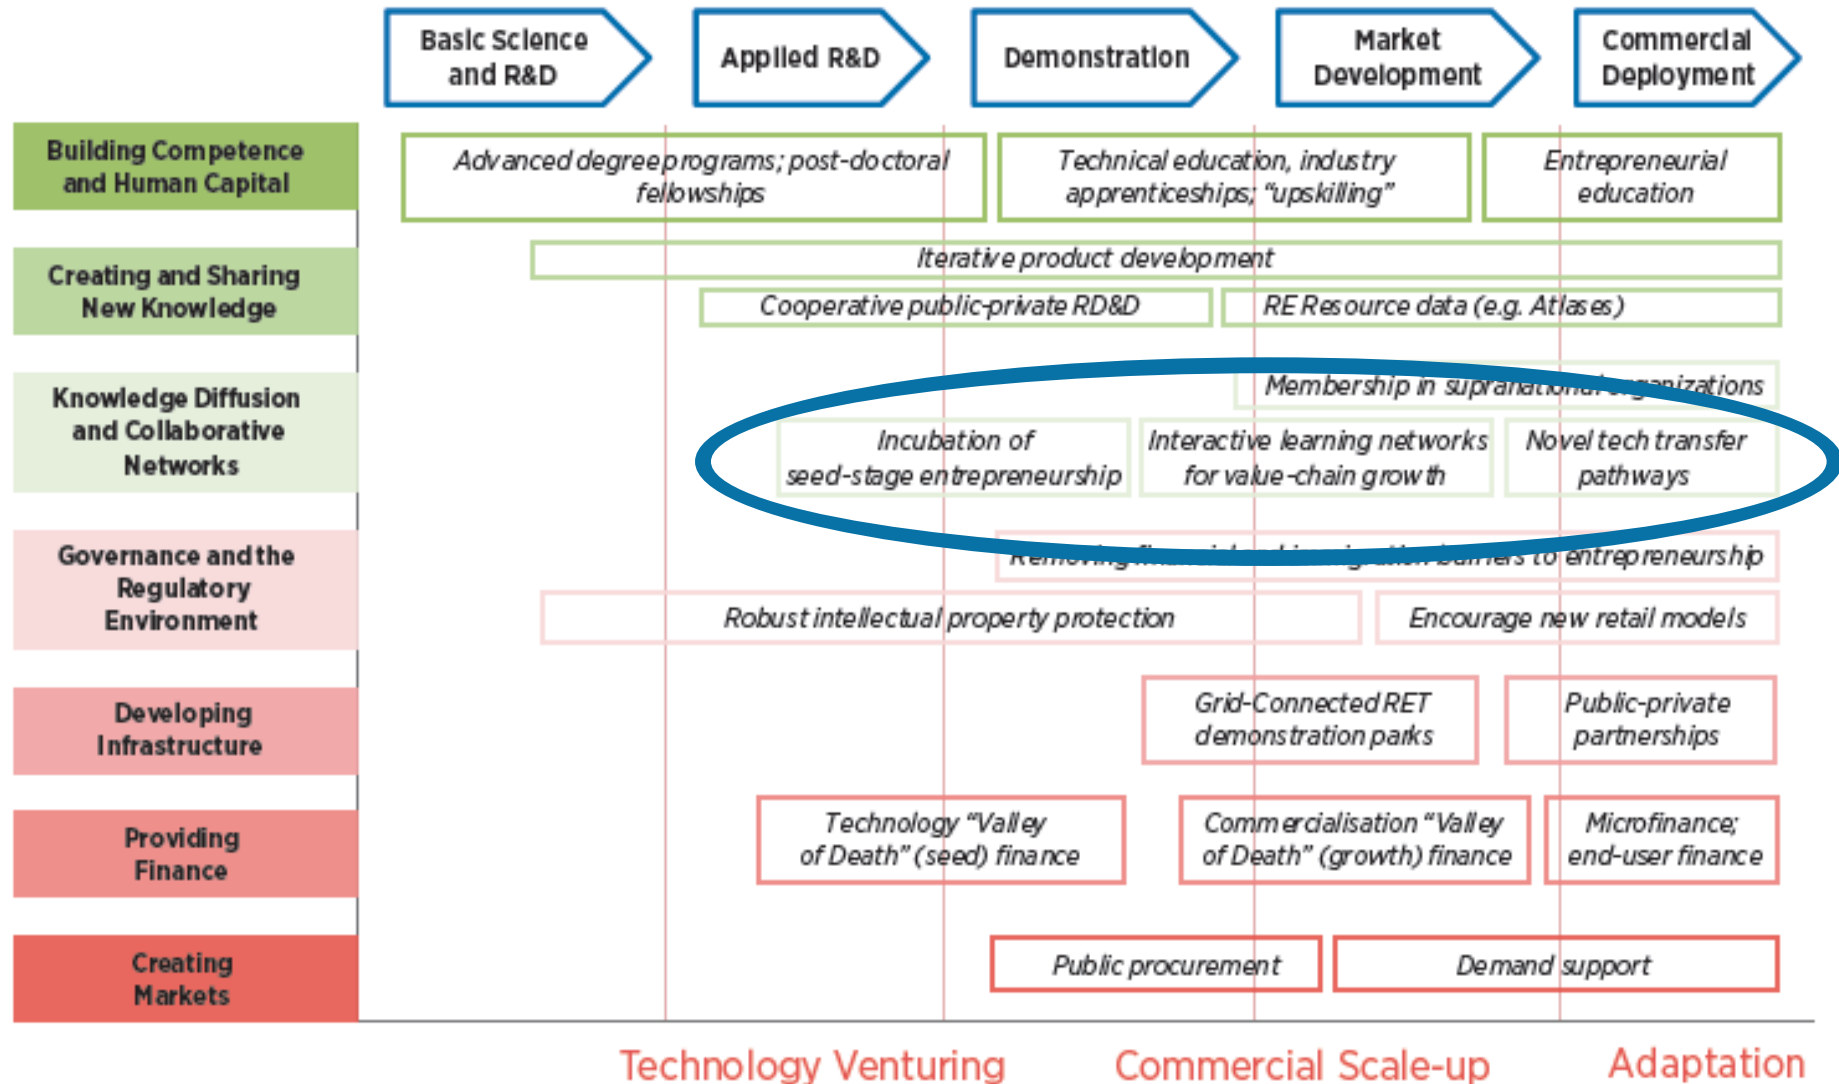 Basic Science
and R&D
Applied R&D
Demonstration
Market
Development
Commercial
Deployment
Building Competence
and Human Capital
Advanced degree programs; post-doctoral
fellowships
Technical education, industry
apprenticeships; “upskilling”
Entrepreneurial
education
Creating and Sharing
New Knowledge
Iterative product development
Cooperative public-private RD&D
RE Resource data (e.g. Atlases)
Knowledge Diffusion
and Collaborative
Networks
Membership in supranational organizations
Incubation of
seed-stage entrepreneurship
Interactive learning networks
for value-chain growth
Novel tech transfer
pathways
Governance and the
Regulatory
Environment
Removing financial and immigration barriers to entrepreneurship
Robust intellectual property protection
Encourage new retail models
Developing
Infrastructure
Grid-Connected RET
demonstration parks
Public-private
partnerships
Providing
Finance
Technology “Valley
of Death” (seed) finance
Commercialisation “Valley
of Death” (growth) finance
Microfinance;
end-user finance
Creating
Markets
Public procurement
Demand support
Technology Venturing
Commercial Scale-up
Adaptation